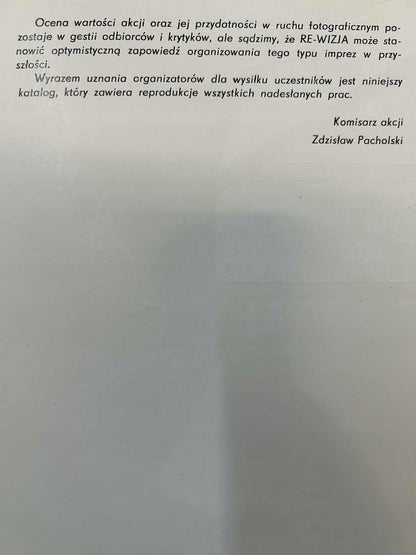 Ocena wartości akcji oraz jej przydatności w ruchu fotograficznym po-
zostaje w gestii odbiorców i krytyków, ale sądzimy, że RE-WIZJA może sta-
nowić optymistyczną zapowiedź organizowania tego typu imprez w przy-
szłości.
Wyrazem uznania organizatorów dla wysiłku uczestników jest niniejszy
katalog, który zawiera reprodukcje wszystkich nadesłanych prac.
Komisarz akcji
Zdzisław Pacholski